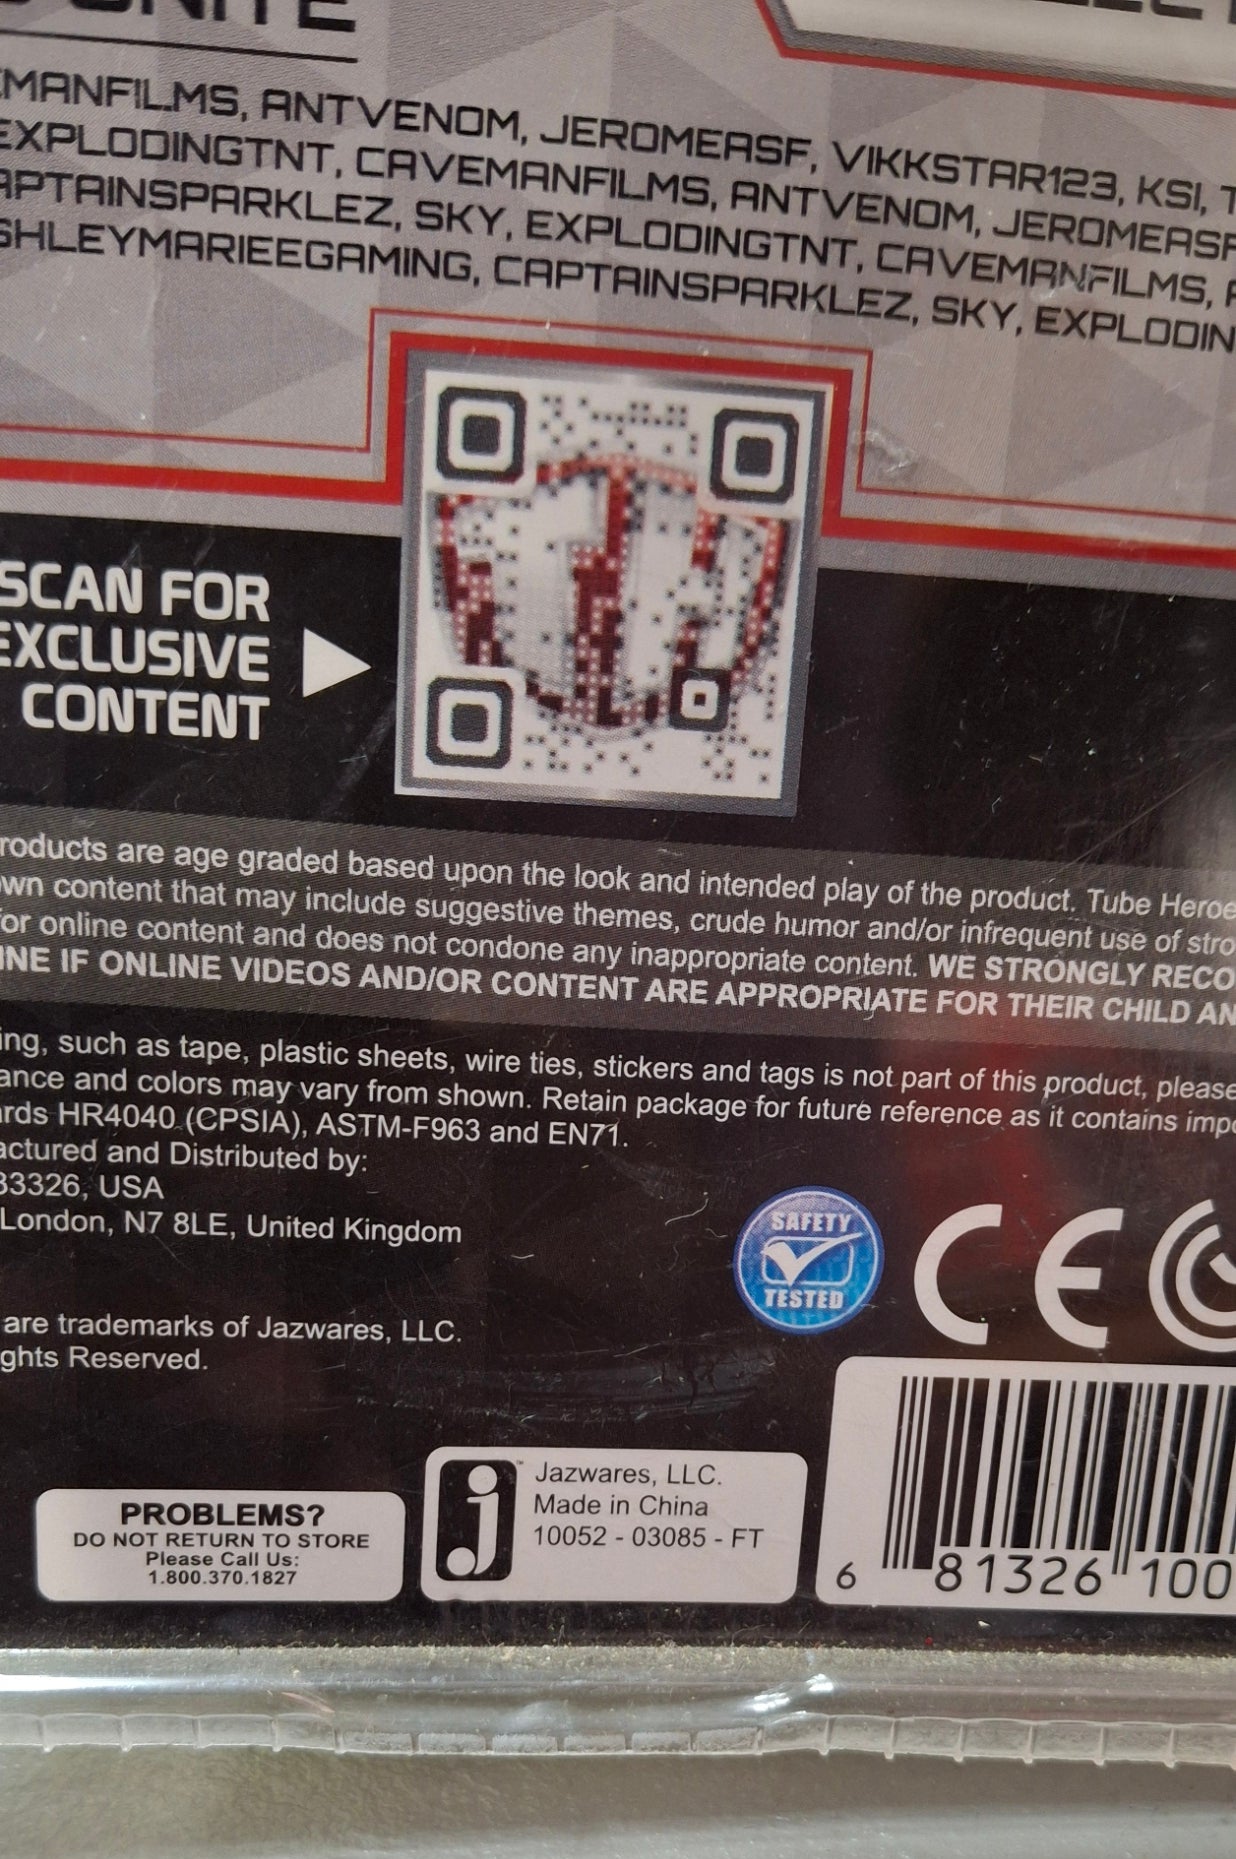 UNITE
EMANFILMS, ANTVENOM, JEROMEASF, VIKKSTAR123, KSI, T
EXPLODINGTNT, CAVEMANFILMS, ANTVENOM, JEROMEASF
APTAINSPARKLEZ, SKY, EXPLODINGTNT, CAVEMANFILMS, A
SHLEYMARIEEGAMING, CAPTAINSPARKLEZ, SKY, EXPLODIN
SCAN FOR
EXCLUSIVE
CONTENT
roducts are age graded based upon the look and intended play of the product. Tube Heroe
wn content that may include suggestive themes, crude humor and/or infrequent use of stro
for online content and does not condone any inappropriate content. WE STRONGLY RECO
INE IF ONLINE VIDEOS AND/OR CONTENT ARE APPROPRIATE FOR THEIR CHILD AN
ing, such as tape, plastic sheets, wire ties, stickers and tags is not part of this product, please
ance and colors may vary from shown. Retain package for future reference as it contains impo
ards HR4040 (CPSIA), ASTM-F963 and EN71.
actured and Distributed by:
33326, USA
London, N7 8LE, United Kingdom
SAFETY
TESTED
CE
are trademarks of Jazwares, LLC.
ghts Reserved.
PROBLEMS?
DO NOT RETURN TO STORE
Please Call Us:
1.800.370.1827
j™
Jazwares, LLC.
Made in China
10052 - 03085 - FT
6 81326 100